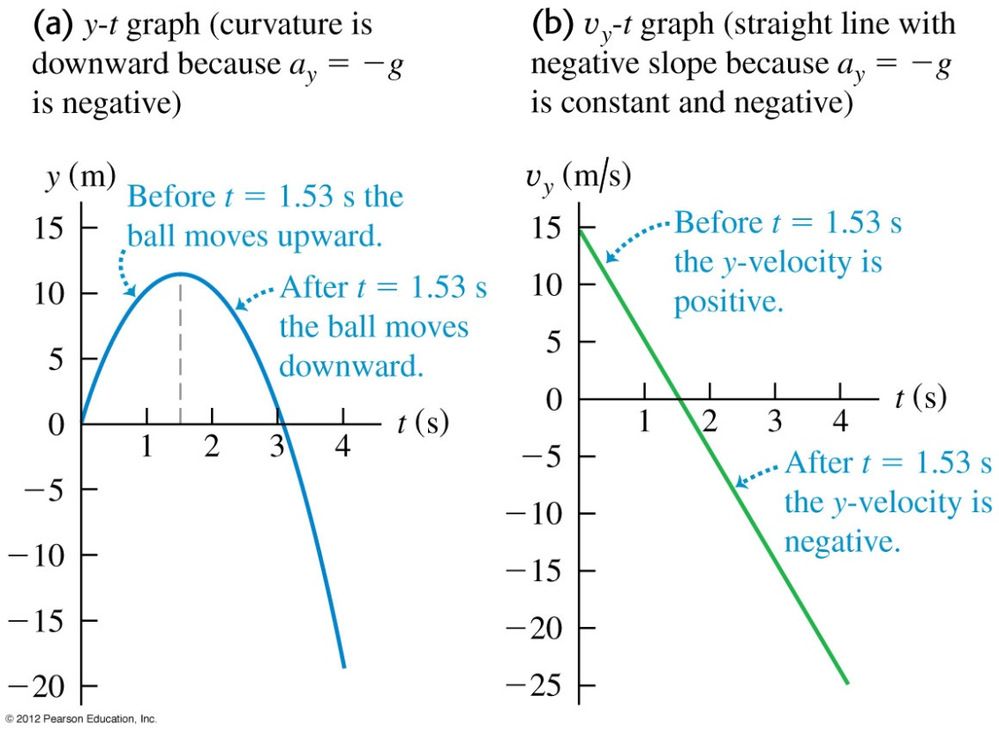 (a) y-t graph (curvature is
downward because a_y = −g
is negative)
y (m)
Before t = 1.53 s the
ball moves upward.
After t = 1.53 s
the ball moves
downward.
15
10
5
0
−5
−10
−15
−20
1 2 3 4
t (s)
(b) v_y-t graph (straight line with
negative slope because a_y = −g
is constant and negative)
v_y (m/s)
Before t = 1.53 s
the y-velocity is
positive.
15
10
5
0
−5
−10
−15
−20
−25
1 2 3 4
t (s)
After t = 1.53 s
the y-velocity is
negative.
© 2012 Pearson Education, Inc.